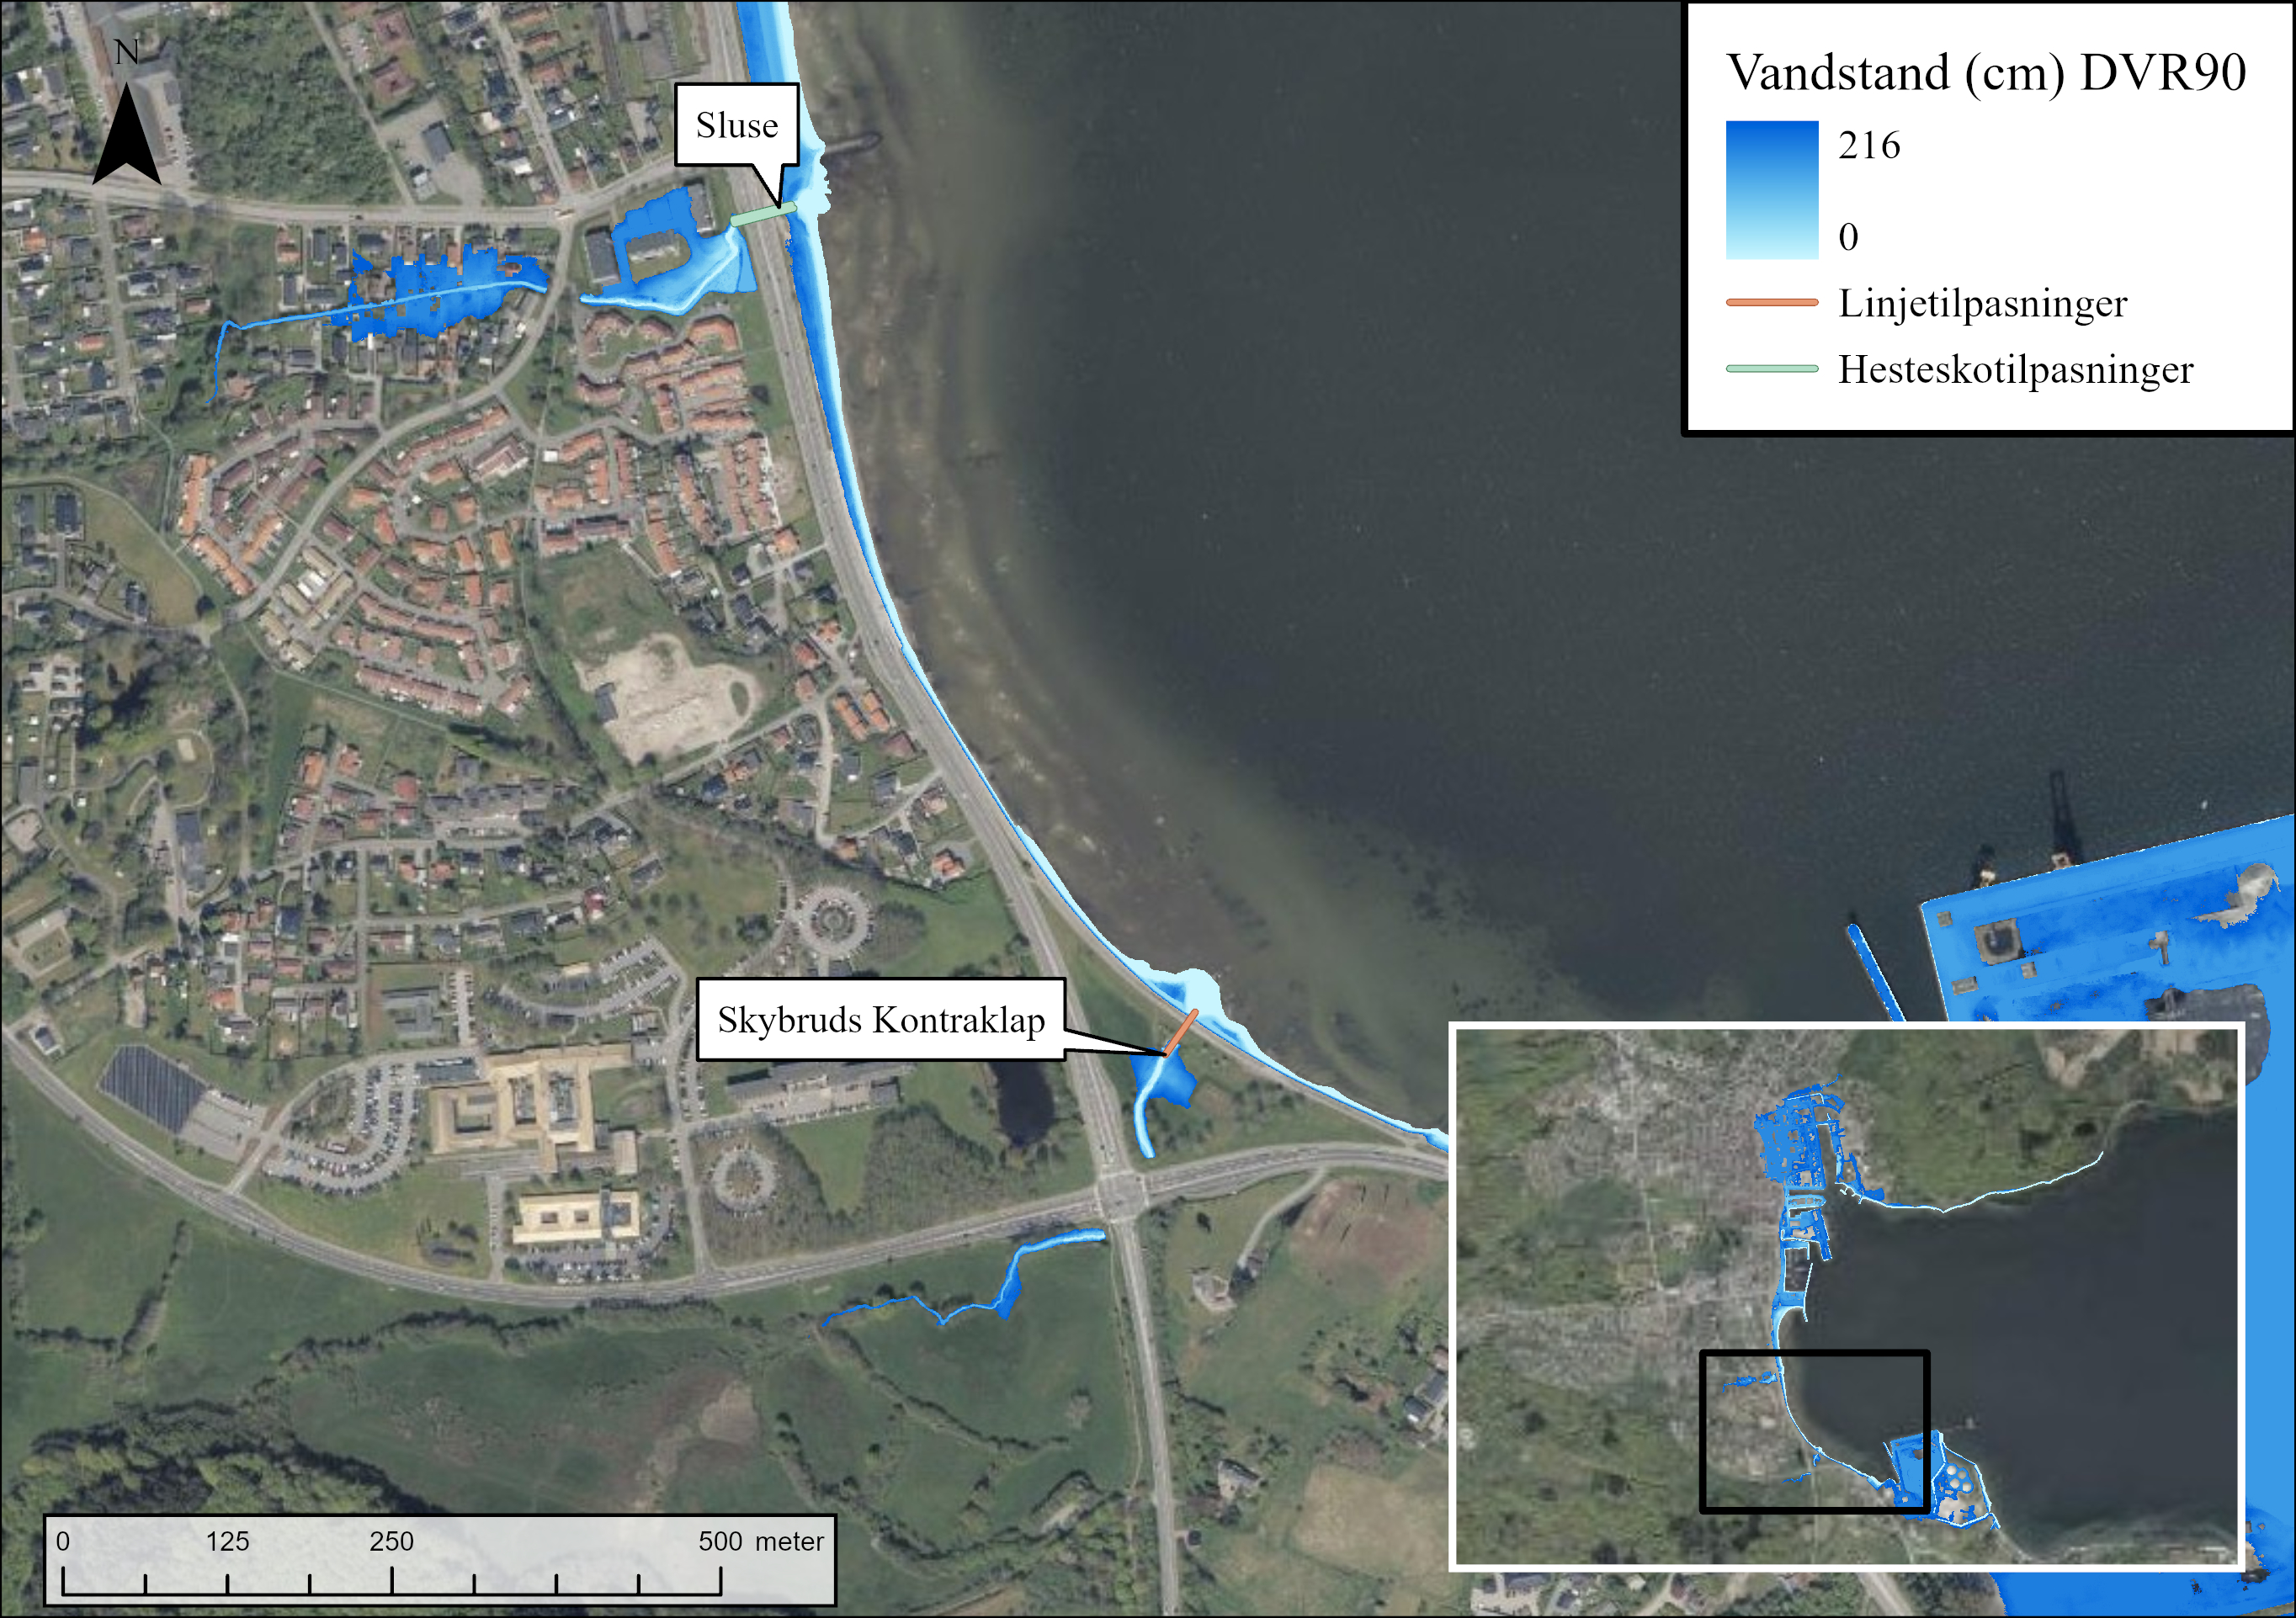 N
Sluse
Vandstand (cm) DVR90
216
0
Linjetilpasninger
Hesteskotilpasninger
Skybruds Kontraklap
0 125 250 500 meter